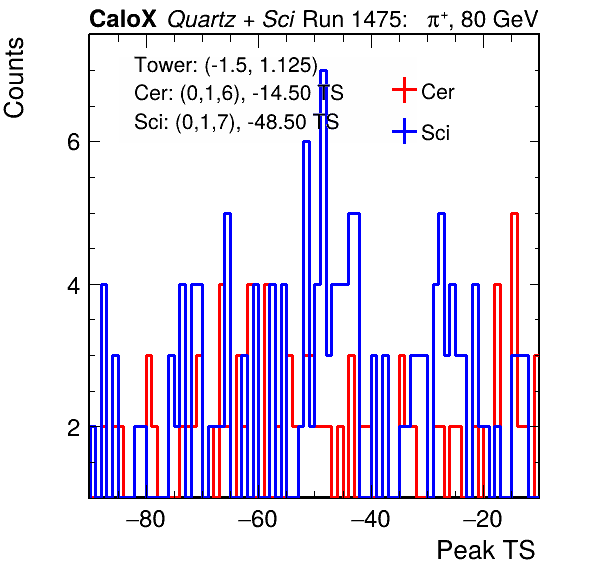 CaloX Quartz + Sci Run 1475: π+, 80 GeV
Counts
Tower: (-1.5, 1.125)
Cer: (0,1,6), -14.50 TS
Sci: (0,1,7), -48.50 TS
Cer
Sci
6
4
2
−80 −60 −40 −20
Peak TS